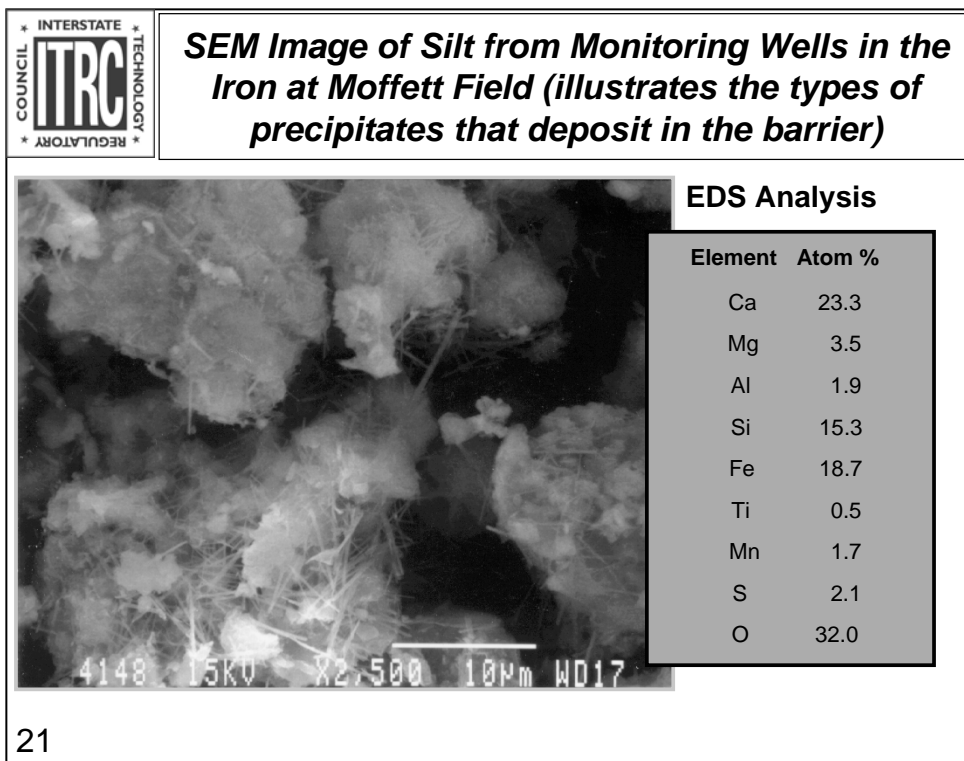 INTERSTATE
TECHNOLOGY
REGULATORY
COUNCIL
ITRC
SEM Image of Silt from Monitoring Wells in the
Iron at Moffett Field (illustrates the types of
precipitates that deposit in the barrier)
EDS Analysis
Element Atom %
Ca 23.3
Mg 3.5
Al 1.9
Si 15.3
Fe 18.7
Ti 0.5
Mn 1.7
S 2.1
O 32.0
4148 15KV X2,500 10µm WD17
21